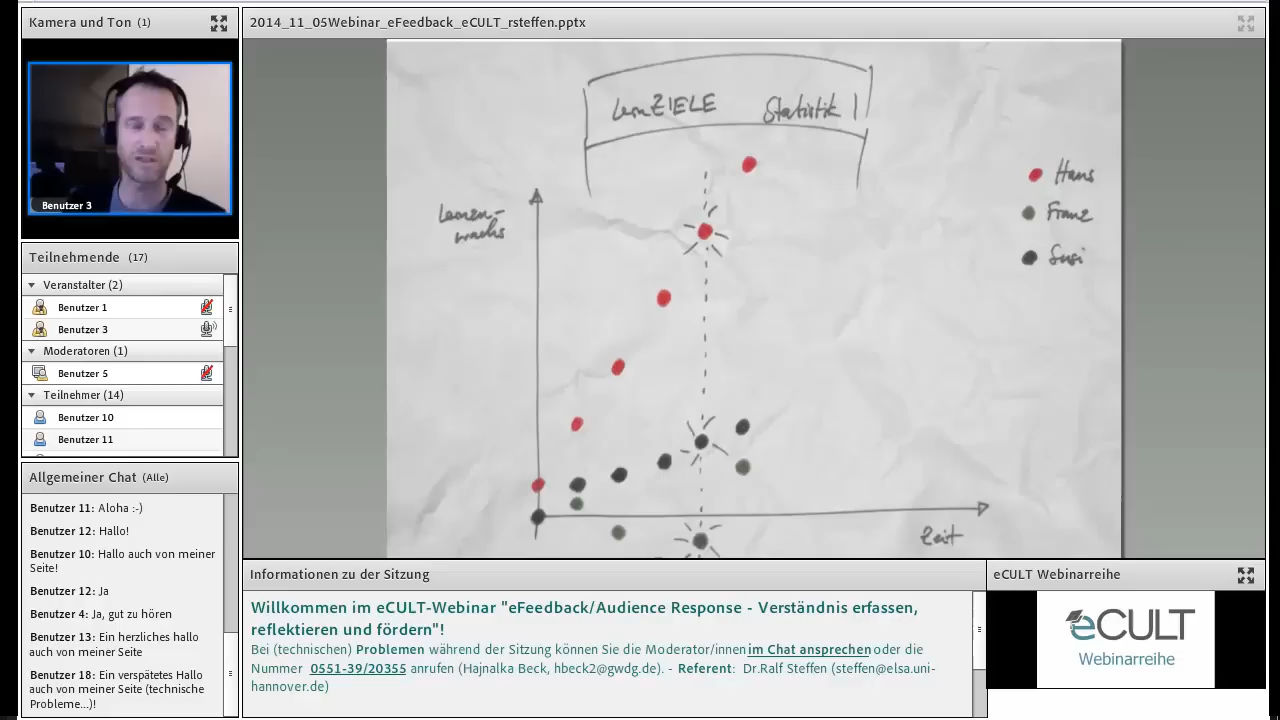 Kamera und Ton (1)
Benutzer 3
Teilnehmende (17)
Veranstalter (2)
Benutzer 1
Benutzer 3
Moderatoren (1)
Benutzer 5
Teilnehmer (14)
Benutzer 10
Benutzer 11
Allgemeiner Chat (Alle)
Benutzer 11: Aloha :-)
Benutzer 12: Hallo!
Benutzer 10: Hallo auch von meiner
Seite!
Benutzer 12: Ja
Benutzer 4: Ja, gut zu hören
Benutzer 13: Ein herzliches hallo
auch von meiner Seite
Benutzer 18: Ein verspätetes Hallo
auch von meiner Seite (technische
Probleme...)!
2014_11_05Webinar_eFeedback_eCULT_rsteffen.pptx
LernZIELE Statistik I
Lernzu-
wachs
Hans
Franz
Susi
Zeit
Informationen zu der Sitzung
Willkommen im eCULT-Webinar "eFeedback/Audience Response - Verständnis erfassen,
reflektieren und fördern"!
Bei (technischen) Problemen während der Sitzung können Sie die Moderator/innen im Chat ansprechen oder die
Nummer 0551-39/20355 anrufen (Hajnalka Beck, hbeck2@gwdg.de). - Referent: Dr.Ralf Steffen (steffen@elsa.uni-
hannover.de)
eCULT Webinarreihe
eCULT
Webinarreihe